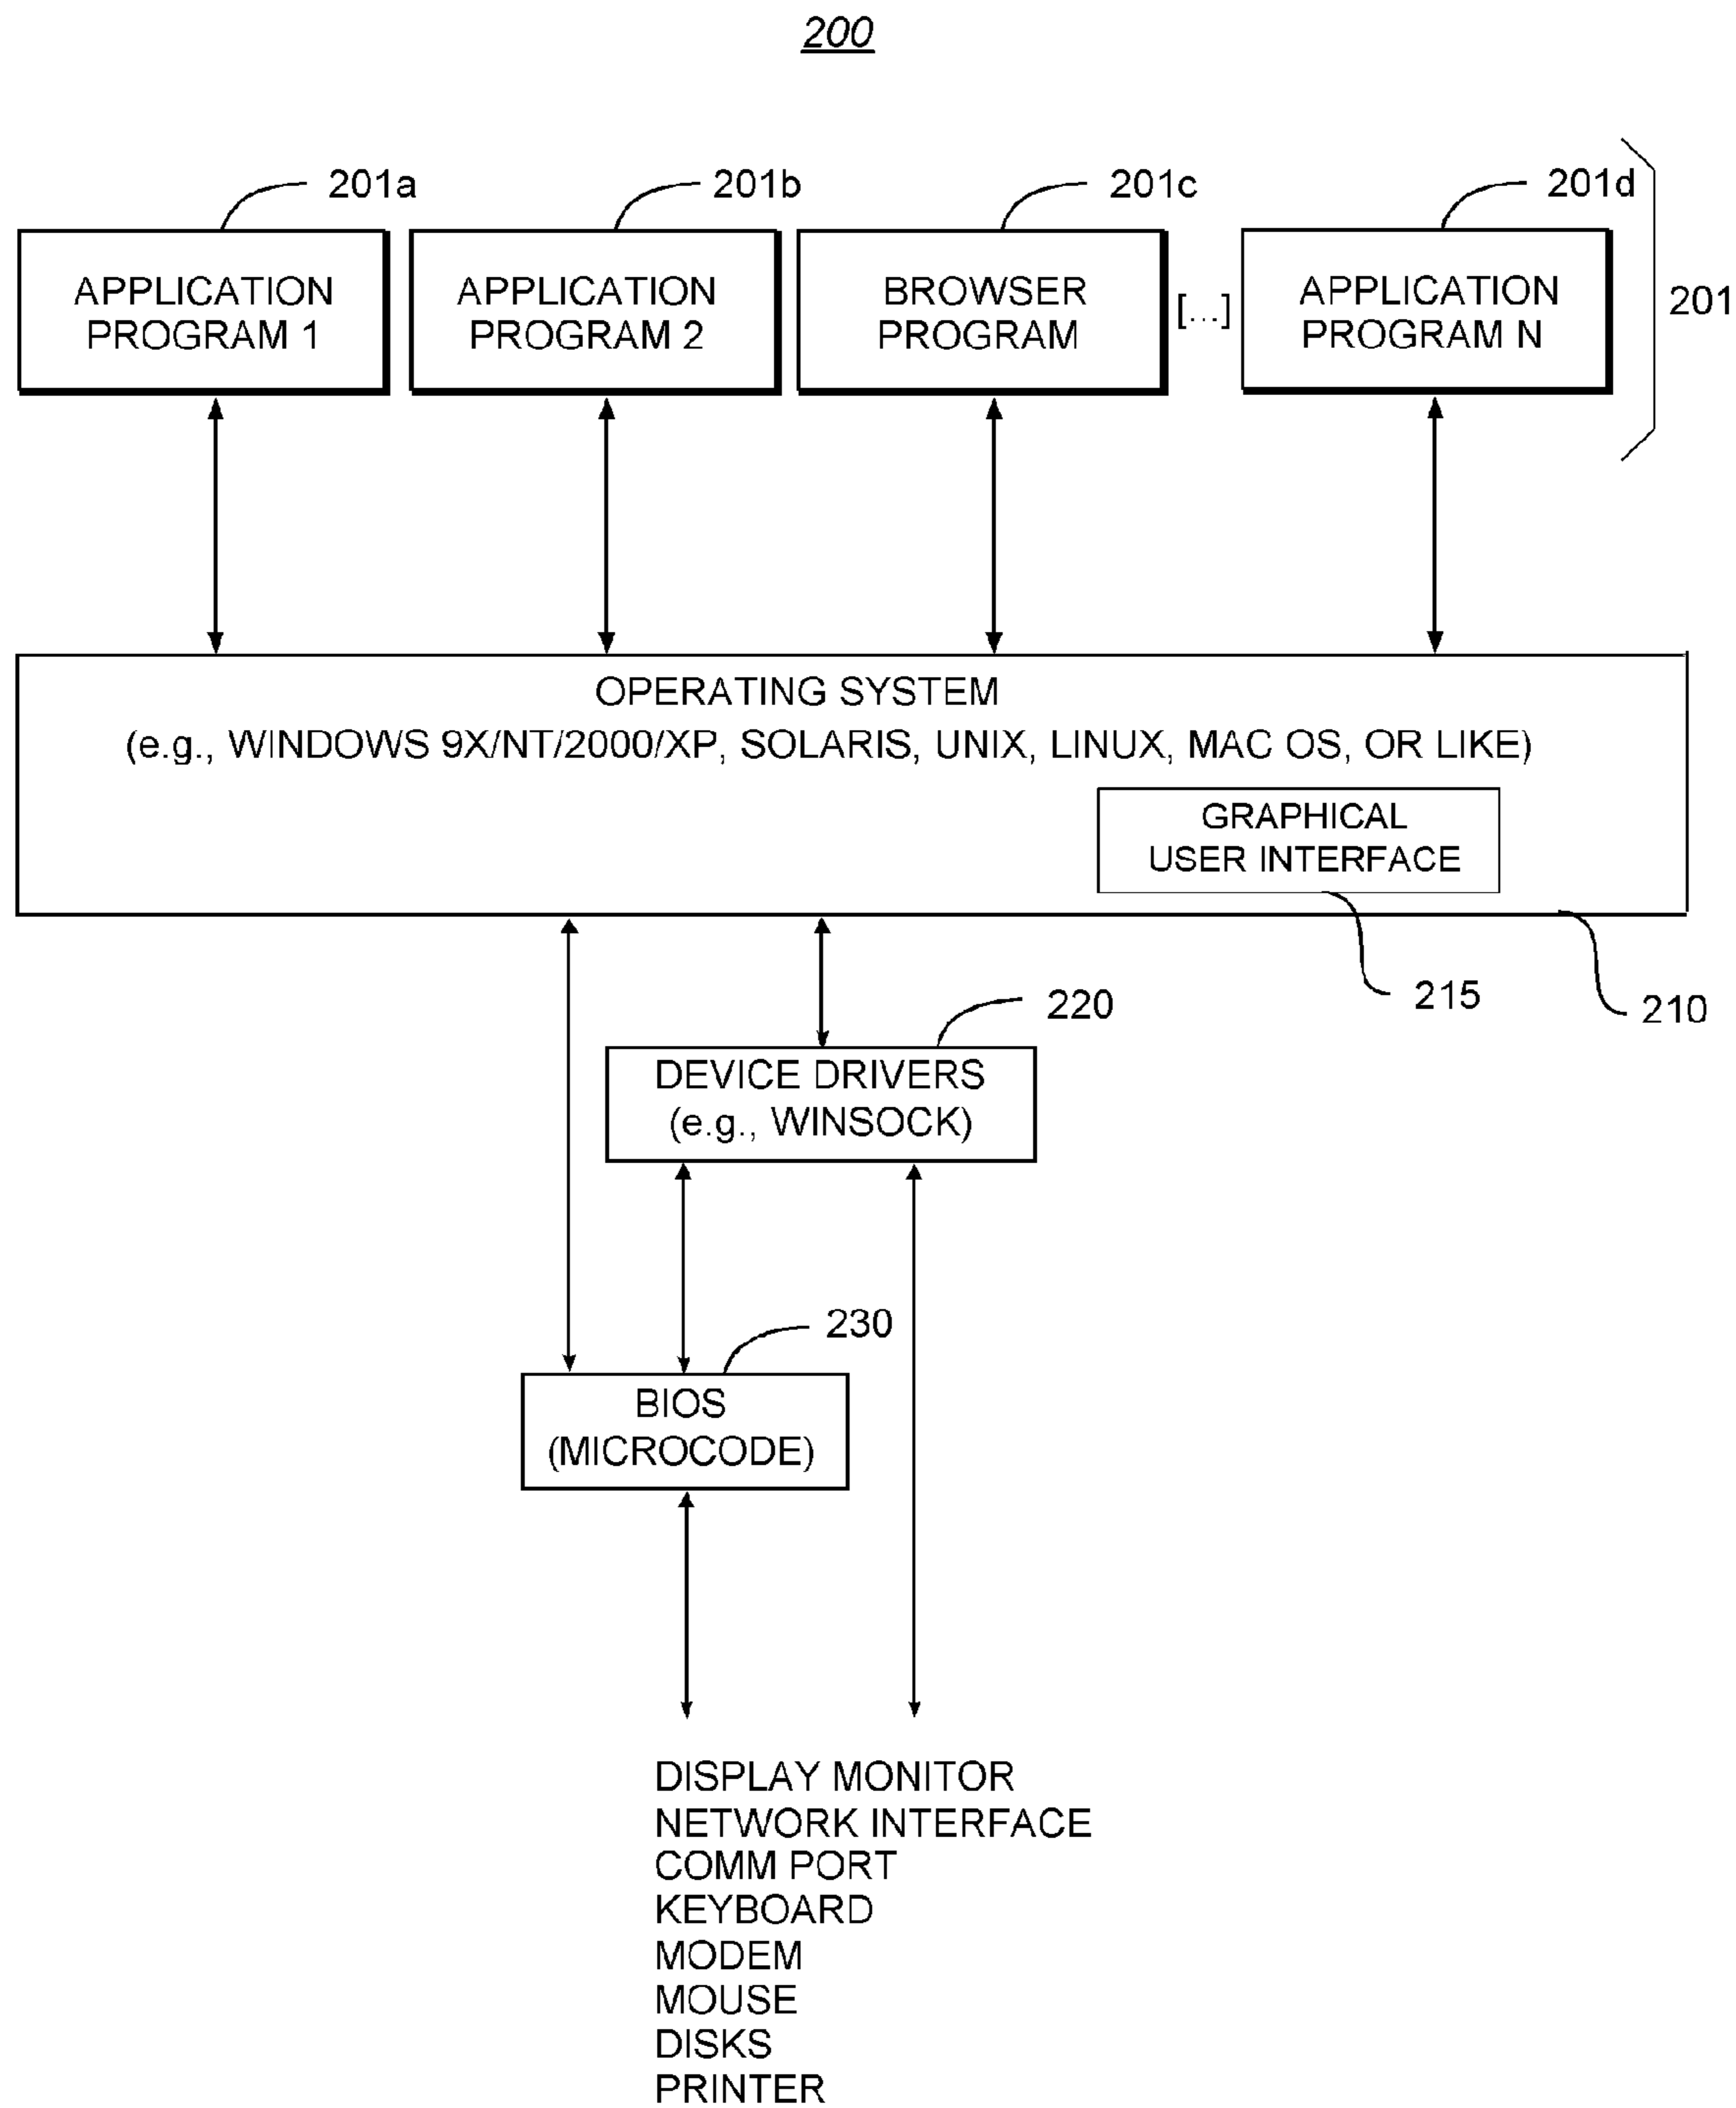 200
201a
201b
201c
201d
APPLICATION
PROGRAM 1
APPLICATION
PROGRAM 2
BROWSER
PROGRAM
[...]
APPLICATION
PROGRAM N
201
OPERATING SYSTEM
(e.g., WINDOWS 9X/NT/2000/XP, SOLARIS, UNIX, LINUX, MAC OS, OR LIKE)
GRAPHICAL
USER INTERFACE
215
210
220
DEVICE DRIVERS
(e.g., WINSOCK)
230
BIOS
(MICROCODE)
DISPLAY MONITOR
NETWORK INTERFACE
COMM PORT
KEYBOARD
MODEM
MOUSE
DISKS
PRINTER